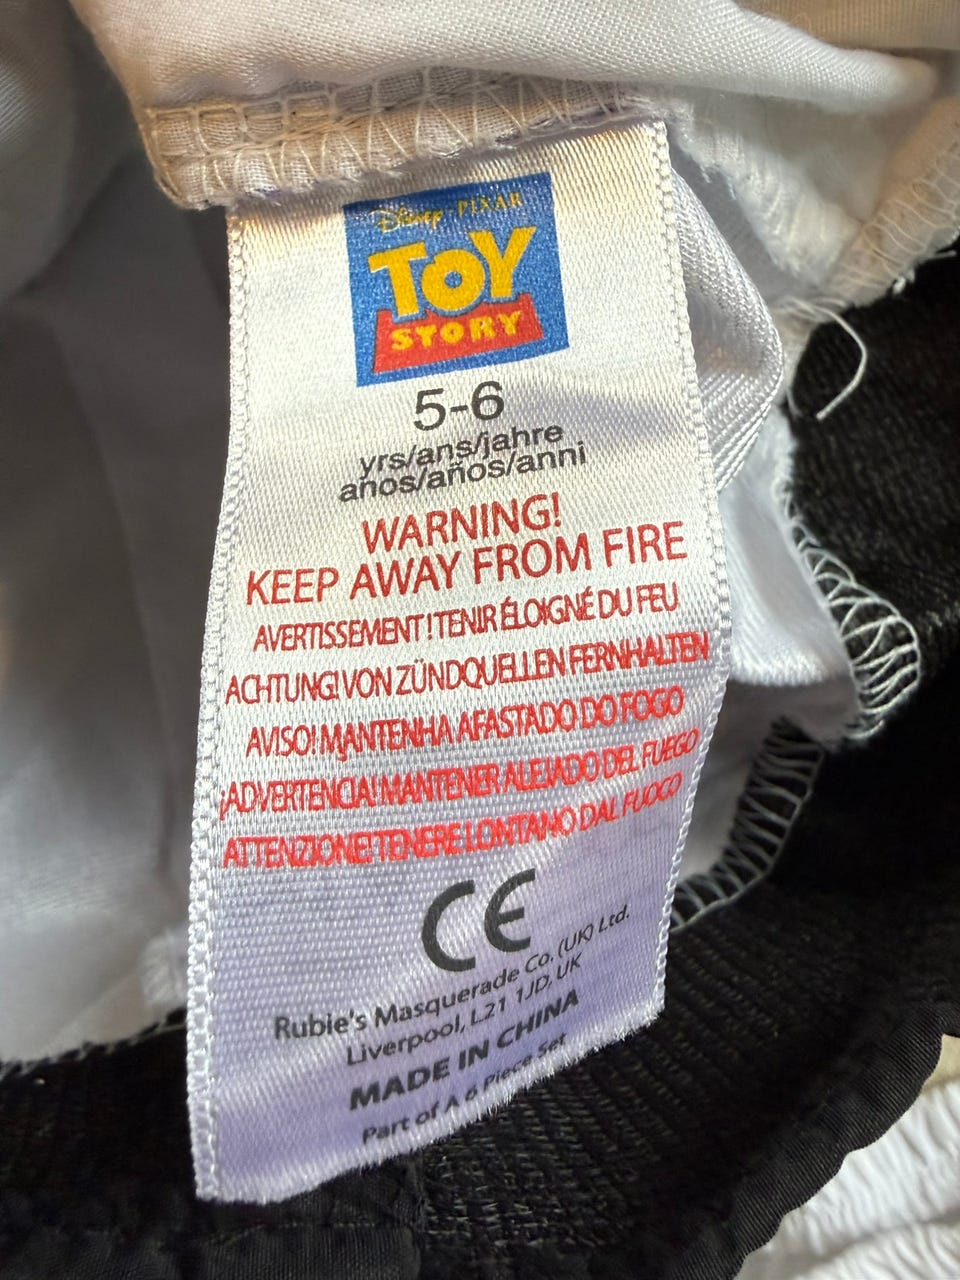 Disney·PIXAR
TOY
STORY
5-6
yrs/ans/jahre
anos/años/anni
WARNING!
KEEP AWAY FROM FIRE
AVERTISSEMENT! TENIR ÉLOIGNÉ DU FEU
ACHTUNG! VON ZÜNDQUELLEN FERNHALTEN
AVISO! MANTENHA AFASTADO DO FOGO
¡ADVERTENCIA! MANTENER ALEJADO DEL FUEGO
ATTENZIONE! TENERE LONTANO DAL FUOCO
CE
Rubie's Masquerade Co. (UK) Ltd.
Liverpool, L21 1JD, UK
MADE IN CHINA
Part of A 6 Piece Set